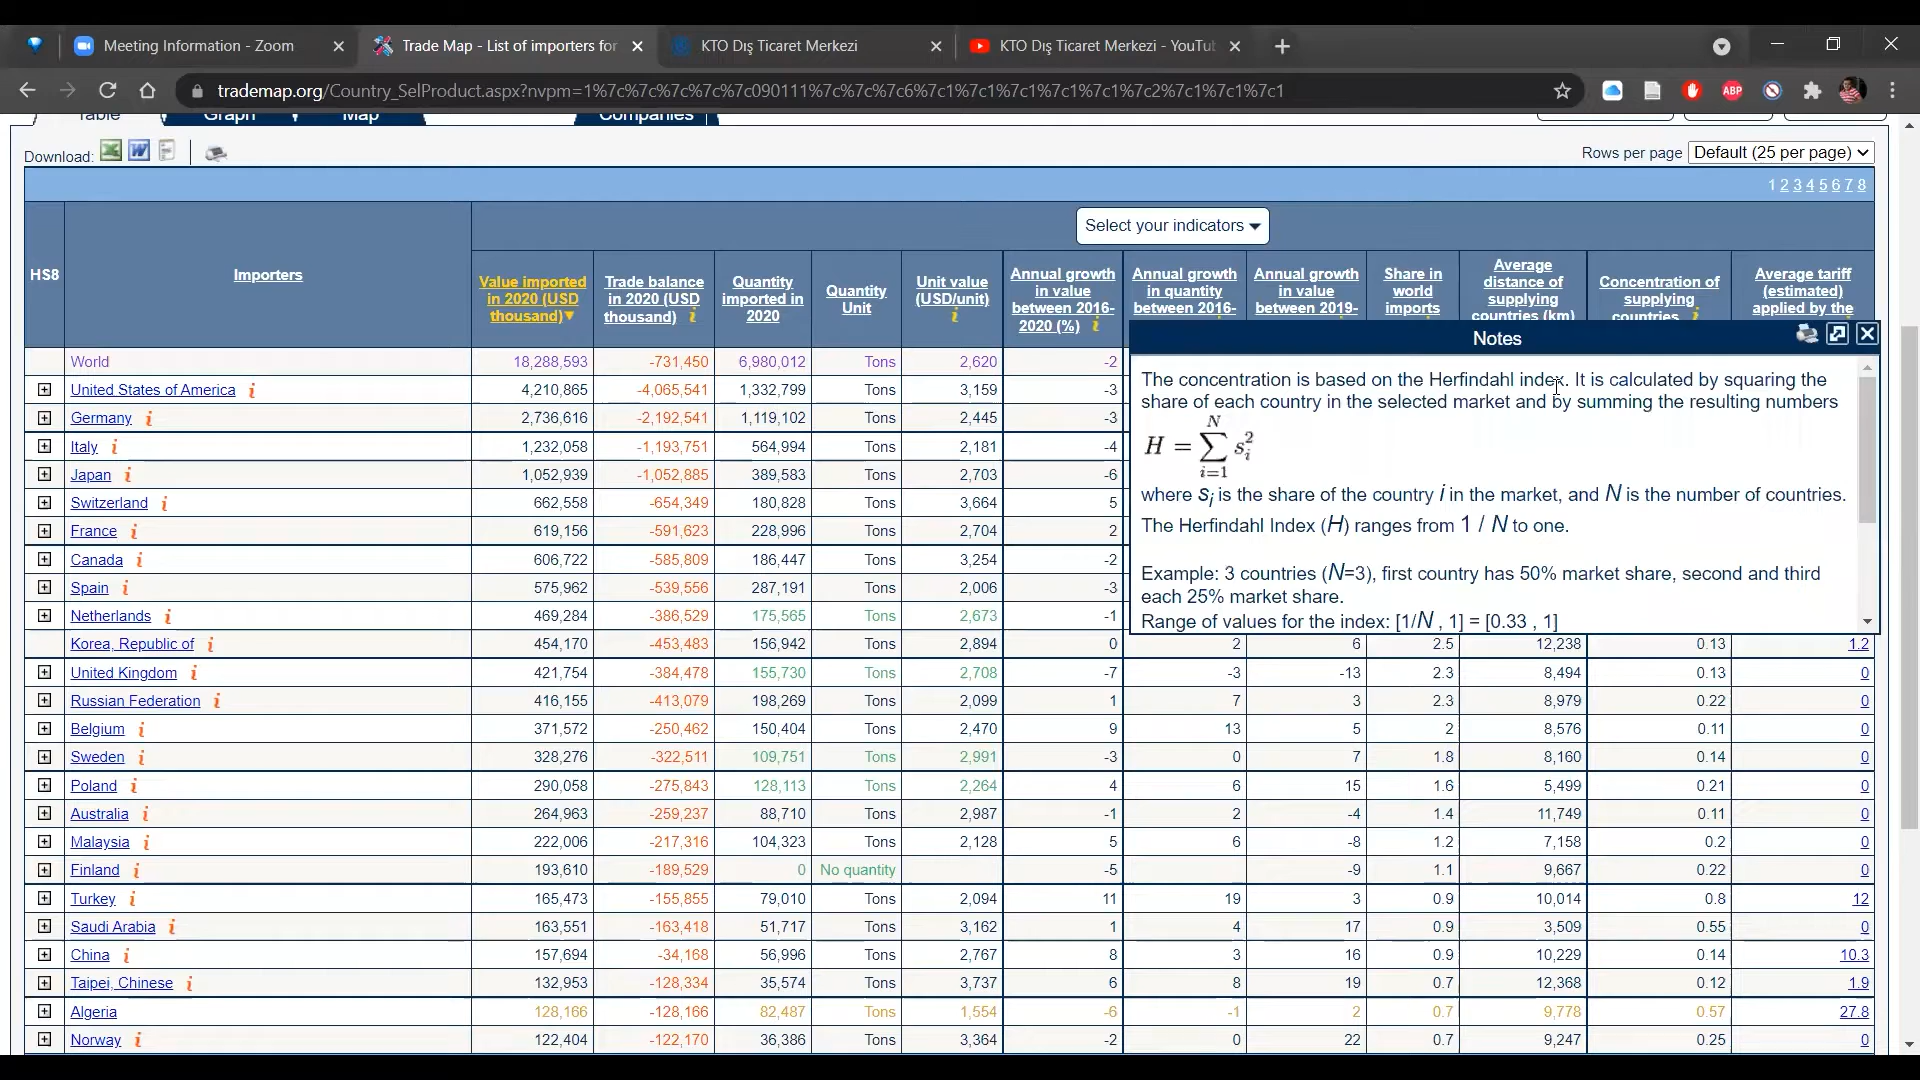 Meeting Information - Zoom
Trade Map - List of importers for
KTO Dış Ticaret Merkezi
KTO Dış Ticaret Merkezi - YouTu
trademap.org/Country_SelProduct.aspx?nvpm=1%7c%7c%7c%7c%7c090111%7c%7c%7c6%7c1%7c1%7c1%7c1%7c1%7c2%7c1%7c1%7c1
ABP
Table Graph Map Companies
Download:
Rows per page Default (25 per page)
1 2 3 4 5 6 7 8
Select your indicators
HS8
Importers
Value imported in 2020 (USD thousand)
Trade balance in 2020 (USD thousand) i
Quantity imported in 2020
Quantity Unit
Unit value (USD/unit) i
Annual growth in value between 2016-2020 (%) i
Annual growth in quantity between 2016-
Annual growth in value between 2019-
Share in world imports
Average distance of supplying countries (km)
Concentration of supplying countries i
Average tariff (estimated) applied by the
Notes
The concentration is based on the Herfindahl index. It is calculated by squaring the
share of each country in the selected market and by summing the resulting numbers
H = ∑ N i=1 s²i
where si is the share of the country i in the market, and N is the number of countries.
The Herfindahl Index (H) ranges from 1 / N to one.
Example: 3 countries (N=3), first country has 50% market share, second and third
each 25% market share.
Range of values for the index: [1/N , 1] = [0.33 , 1]
World 18,288,593 -731,450 6,980,012 Tons 2,620 -2
United States of America i 4,210,865 -4,065,541 1,332,799 Tons 3,159 -3
Germany i 2,736,616 -2,192,541 1,119,102 Tons 2,445 -3
Italy i 1,232,058 -1,193,751 564,994 Tons 2,181 -4
Japan i 1,052,939 -1,052,885 389,583 Tons 2,703 -6
Switzerland i 662,558 -654,349 180,828 Tons 3,664 5
France i 619,156 -591,623 228,996 Tons 2,704 2
Canada i 606,722 -585,809 186,447 Tons 3,254 -2
Spain i 575,962 -539,556 287,191 Tons 2,006 -3
Netherlands i 469,284 -386,529 175,565 Tons 2,673 -1
Korea, Republic of i 454,170 -453,483 156,942 Tons 2,894 0 2 6 2.5 12,238 0.13 1.2
United Kingdom i 421,754 -384,478 155,730 Tons 2,708 -7 -3 -13 2.3 8,494 0.13 0
Russian Federation i 416,155 -413,079 198,269 Tons 2,099 1 7 3 2.3 8,979 0.22 0
Belgium i 371,572 -250,462 150,404 Tons 2,470 9 13 5 2 8,576 0.11 0
Sweden i 328,276 -322,511 109,751 Tons 2,991 -3 0 7 1.8 8,160 0.14 0
Poland i 290,058 -275,843 128,113 Tons 2,264 4 6 15 1.6 5,499 0.21 0
Australia i 264,963 -259,237 88,710 Tons 2,987 -1 2 -4 1.4 11,749 0.11 0
Malaysia i 222,006 -217,316 104,323 Tons 2,128 5 6 -8 1.2 7,158 0.2 0
Finland i 193,610 -189,529 0 No quantity -5 -9 1.1 9,667 0.22 0
Turkey i 165,473 -155,855 79,010 Tons 2,094 11 19 3 0.9 10,014 0.8 12
Saudi Arabia i 163,551 -163,418 51,717 Tons 3,162 1 4 17 0.9 3,509 0.55 0
China i 157,694 -34,168 56,996 Tons 2,767 8 3 16 0.9 10,229 0.14 10.3
Taipei, Chinese i 132,953 -128,334 35,574 Tons 3,737 6 8 19 0.7 12,368 0.12 1.9
Algeria 128,166 -128,166 82,487 Tons 1,554 -6 -1 2 0.7 9,778 0.57 27.8
Norway i 122,404 -122,170 36,386 Tons 3,364 -2 0 22 0.7 9,247 0.25 0